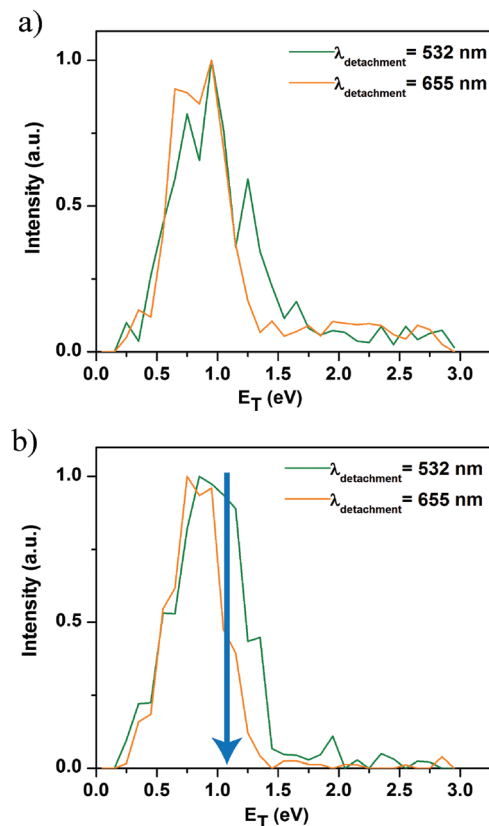 a)
1.0
0.5
0.0
Intensity (a.u.)
λdetachment = 532 nm
λdetachment = 655 nm
0.0 0.5 1.0 1.5 2.0 2.5 3.0
ET (eV)
b)
1.0
0.5
0.0
Intensity (a.u.)
λdetachment = 532 nm
λdetachment = 655 nm
0.0 0.5 1.0 1.5 2.0 2.5 3.0
ET (eV)